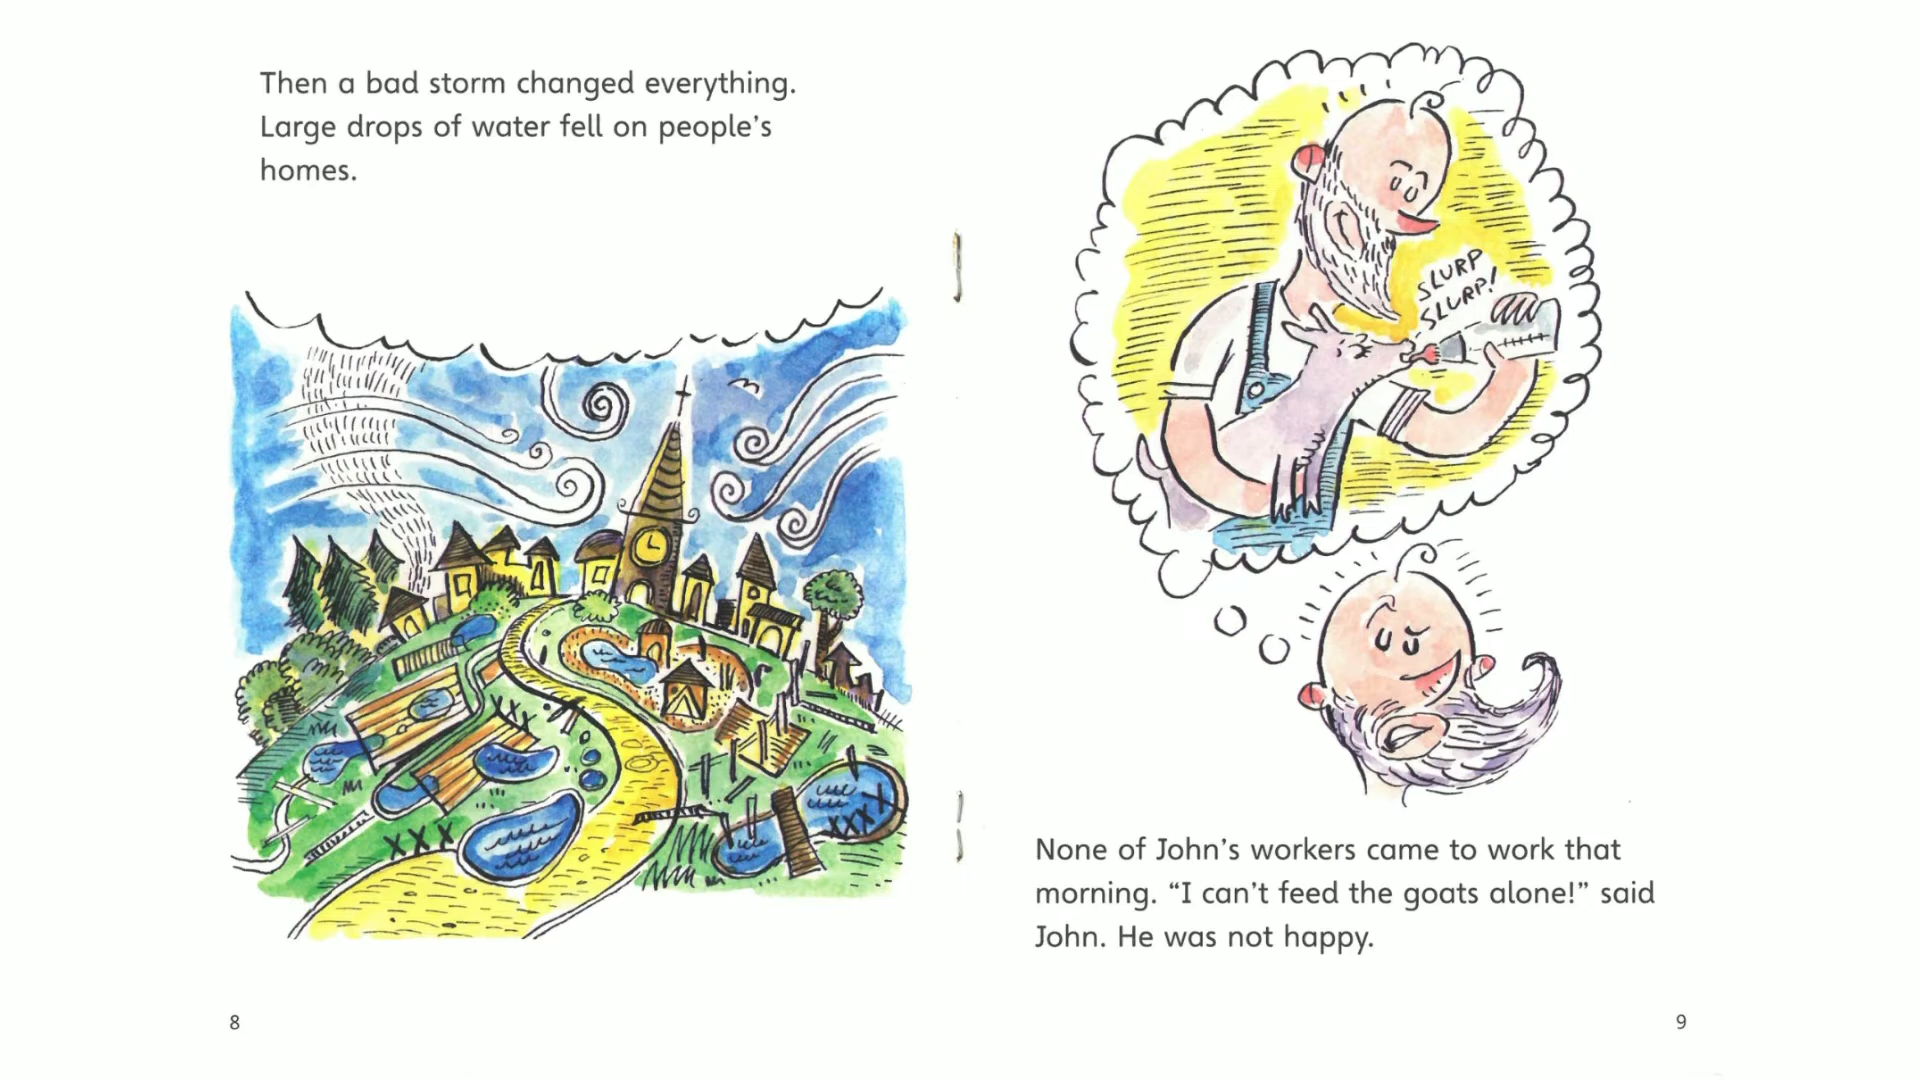 Then a bad storm changed everything.
Large drops of water fell on people's
homes.
SLURP
SLURP!
None of John's workers came to work that
morning. “I can't feed the goats alone!” said
John. He was not happy.
8
9